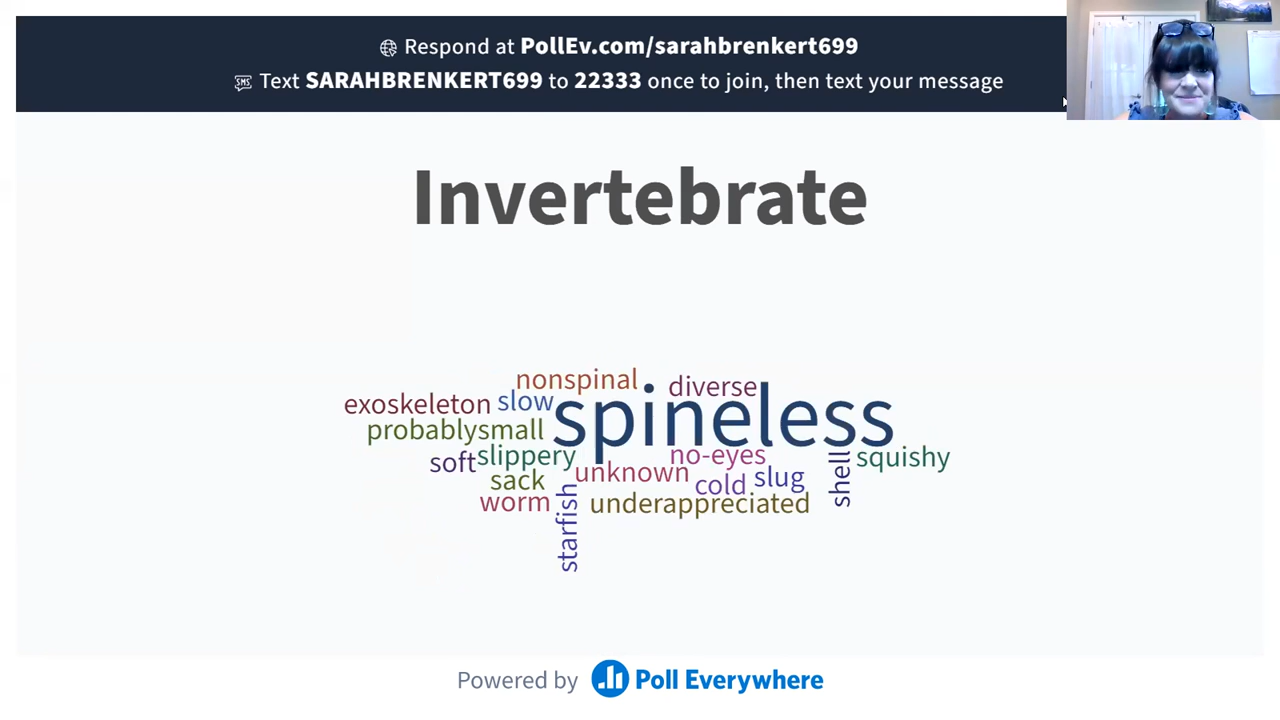 Respond at PollEv.com/sarahbrenkert699
Text SARAHBRENKERT699 to 22333 once to join, then text your message
Invertebrate
nonspinal
diverse
exoskeleton
slow
spineless
probablysmall
soft
slippery
no-eyes
squishy
unknown
sack
cold
slug
shell
worm
starfish
underappreciated
Powered by Poll Everywhere